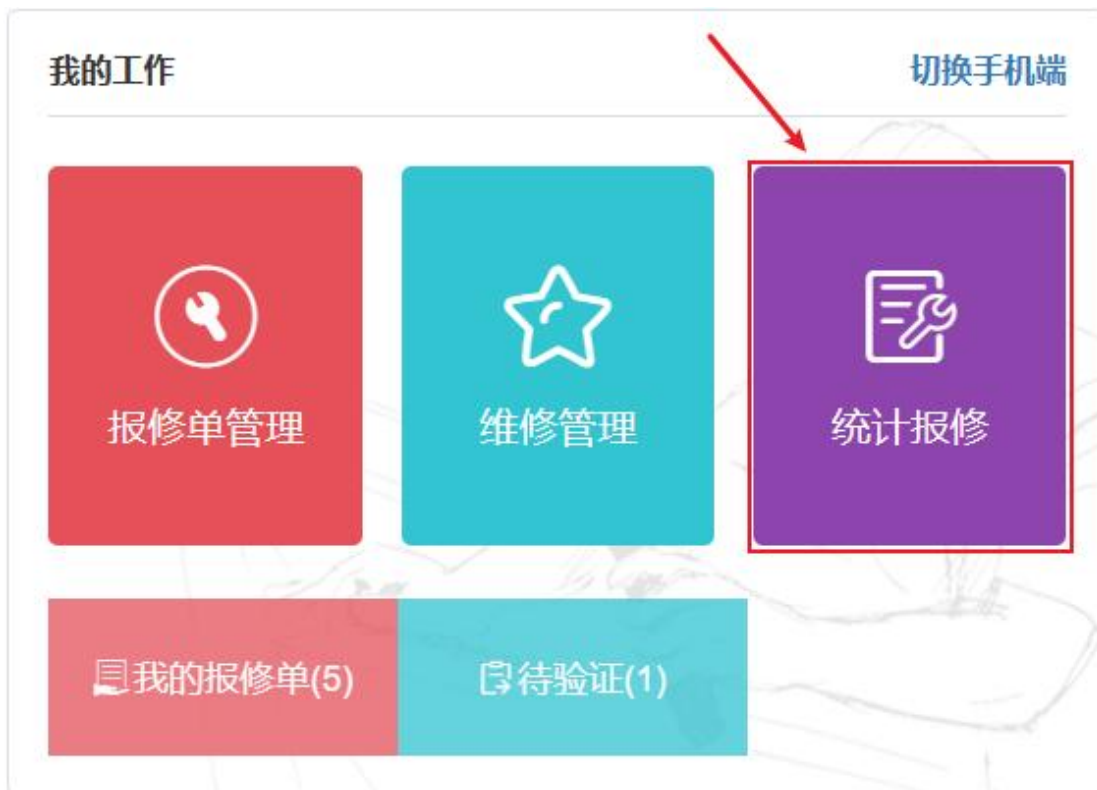 我的工作
切换手机端
报修单管理
维修管理
统计报修
我的报修单(5)
待验证(1)